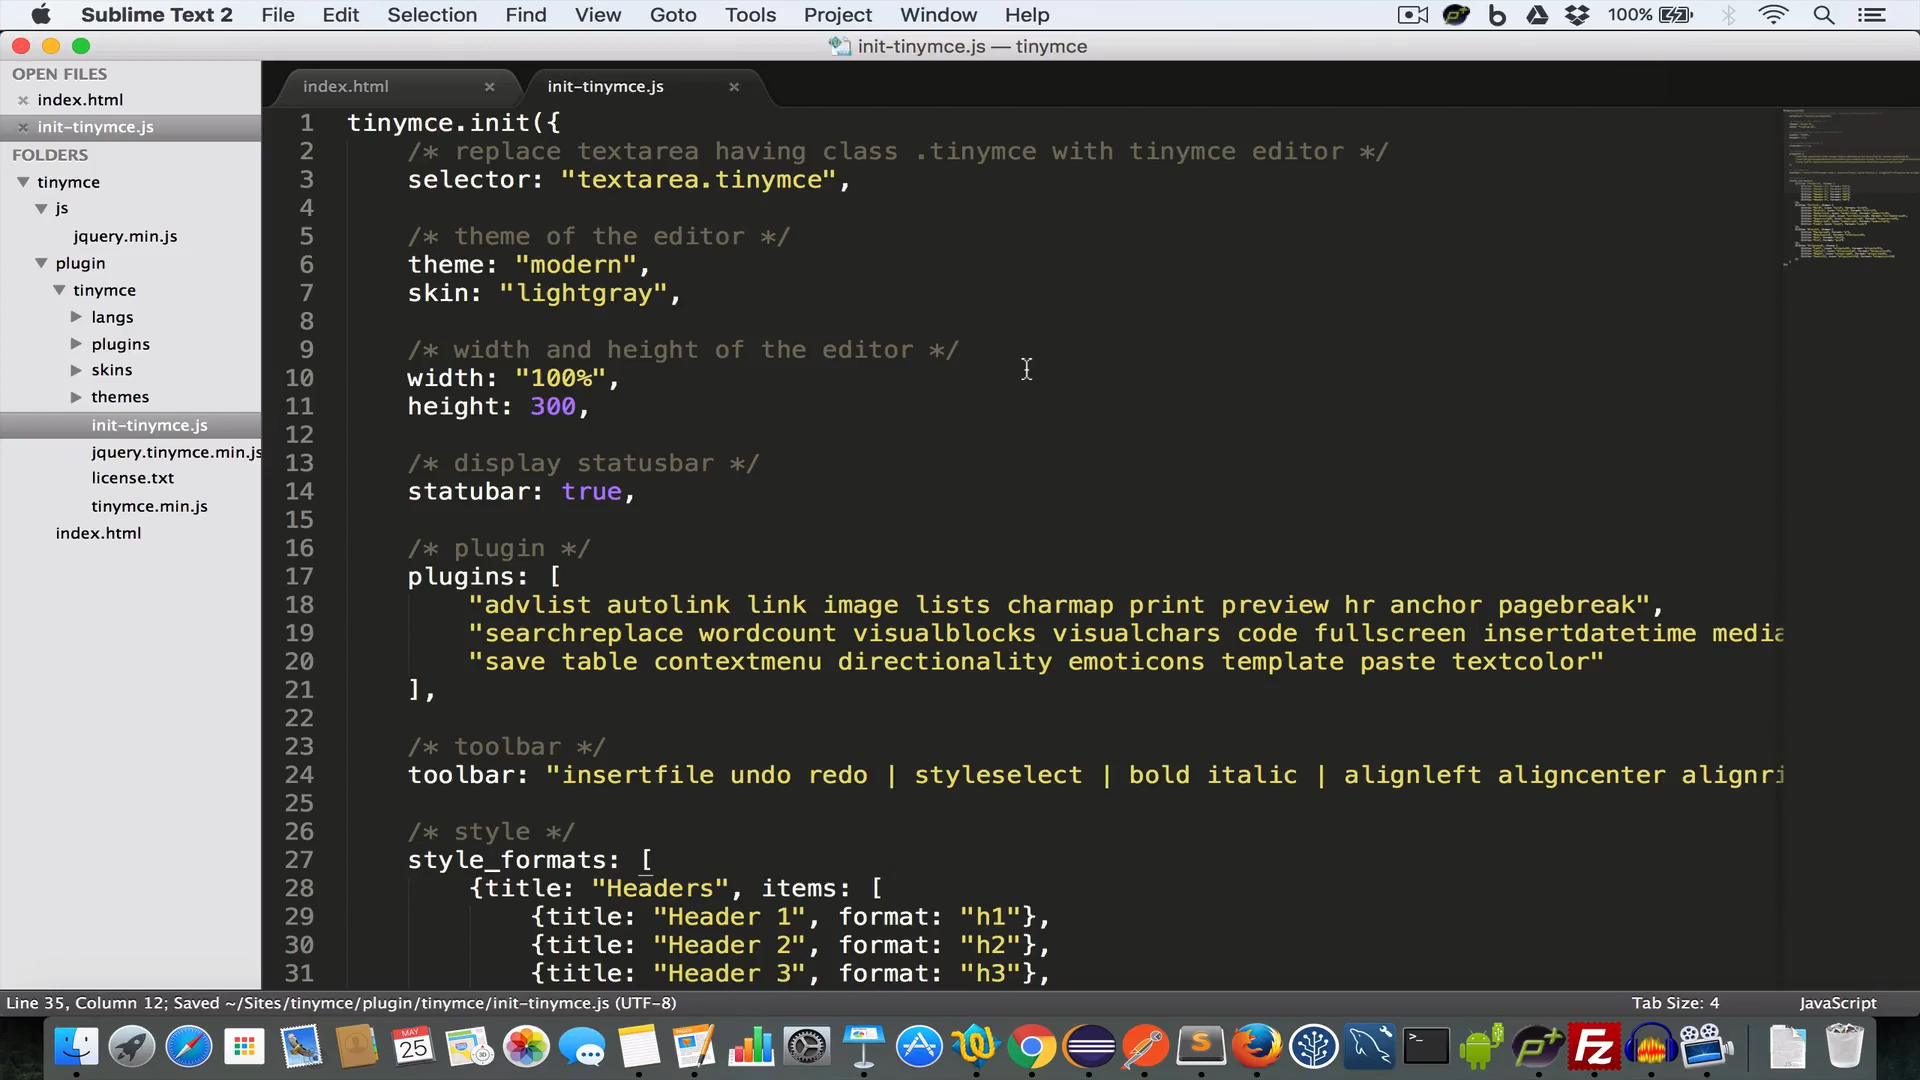 Sublime Text 2 File Edit Selection Find View Goto Tools Project Window Help 100%
init-tinymce.js — tinymce
OPEN FILES
index.html
init-tinymce.js
FOLDERS
tinymce
js
jquery.min.js
plugin
tinymce
langs
plugins
skins
themes
init-tinymce.js
jquery.tinymce.min.js
license.txt
tinymce.min.js
index.html
index.html init-tinymce.js
1 tinymce.init({
2 /* replace textarea having class .tinymce with tinymce editor */
3 selector: "textarea.tinymce",
4
5 /* theme of the editor */
6 theme: "modern",
7 skin: "lightgray",
8
9 /* width and height of the editor */
10 width: "100%",
11 height: 300,
12
13 /* display statusbar */
14 statubar: true,
15
16 /* plugin */
17 plugins: [
18 "advlist autolink link image lists charmap print preview hr anchor pagebreak",
19 "searchreplace wordcount visualblocks visualchars code fullscreen insertdatetime media
20 "save table contextmenu directionality emoticons template paste textcolor"
21 ],
22
23 /* toolbar */
24 toolbar: "insertfile undo redo | styleselect | bold italic | alignleft aligncenter alignri
25
26 /* style */
27 style_formats: [
28 {title: "Headers", items: [
29 {title: "Header 1", format: "h1"},
30 {title: "Header 2", format: "h2"},
31 {title: "Header 3", format: "h3"},
Line 35, Column 12; Saved ~/Sites/tinymce/plugin/tinymce/init-tinymce.js (UTF-8) Tab Size: 4 JavaScript
MAY
25